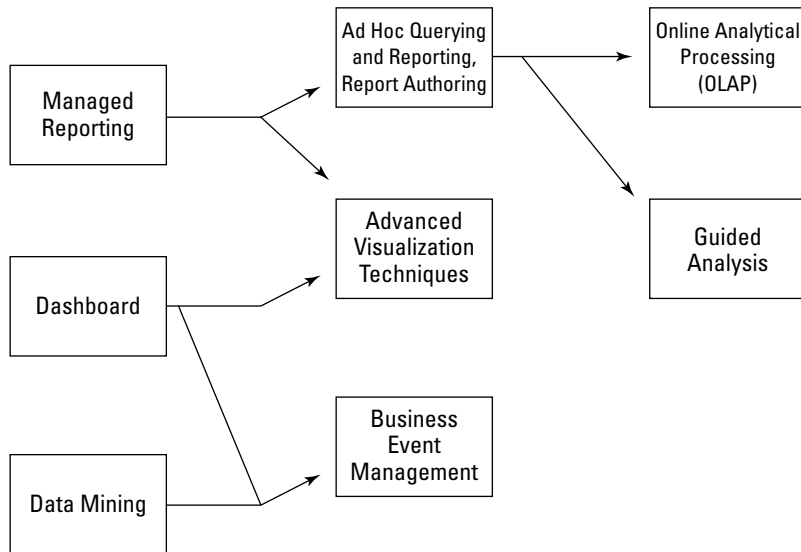 Managed
Reporting
Ad Hoc Querying
and Reporting,
Report Authoring
Online Analytical
Processing
(OLAP)
Dashboard
Advanced
Visualization
Techniques
Guided
Analysis
Data Mining
Business
Event
Management